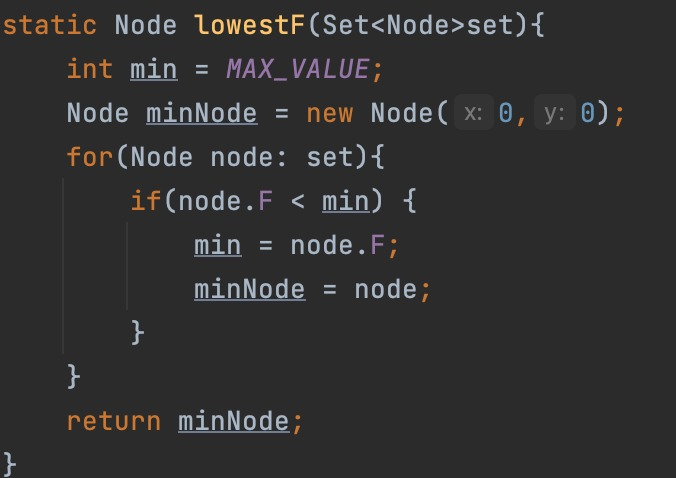 static Node lowestF(Set<Node>set){
    int min = MAX_VALUE;
    Node minNode = new Node( x: 0, y: 0);
    for(Node node: set){
        if(node.F < min) {
            min = node.F;
            minNode = node;
        }
    }
    return minNode;
}